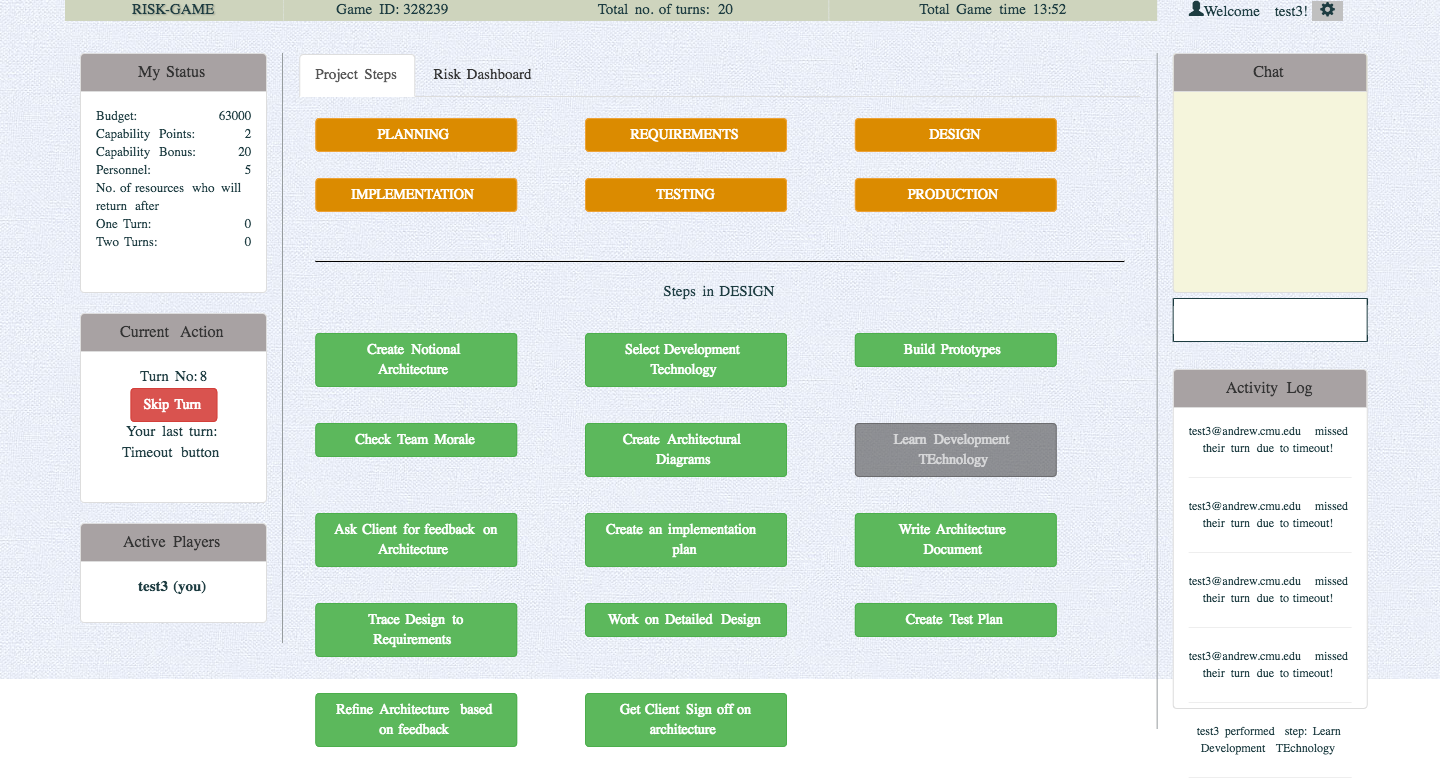 RISK-GAME
Game ID: 328239
Total no. of turns: 20
Total Game time 13:52
Welcome test3!
My Status
Budget: 63000
Capability Points: 2
Capability Bonus: 20
Personnel: 5
No. of resources who will
return after
One Turn: 0
Two Turns: 0
Current Action
Turn No: 8
Skip Turn
Your last turn:
Timeout button
Active Players
test3 (you)
Project Steps
Risk Dashboard
PLANNING
REQUIREMENTS
DESIGN
IMPLEMENTATION
TESTING
PRODUCTION
Steps in DESIGN
Create Notional
Architecture
Select Development
Technology
Build Prototypes
Check Team Morale
Create Architectural
Diagrams
Learn Development
TEchnology
Ask Client for feedback on
Architecture
Create an implementation
plan
Write Architecture
Document
Trace Design to
Requirements
Work on Detailed Design
Create Test Plan
Refine Architecture based
on feedback
Get Client Sign off on
architecture
Chat
Activity Log
test3@andrew.cmu.edu missed
their turn due to timeout!
test3@andrew.cmu.edu missed
their turn due to timeout!
test3@andrew.cmu.edu missed
their turn due to timeout!
test3@andrew.cmu.edu missed
their turn due to timeout!
test3 performed step: Learn
Development TEchnology